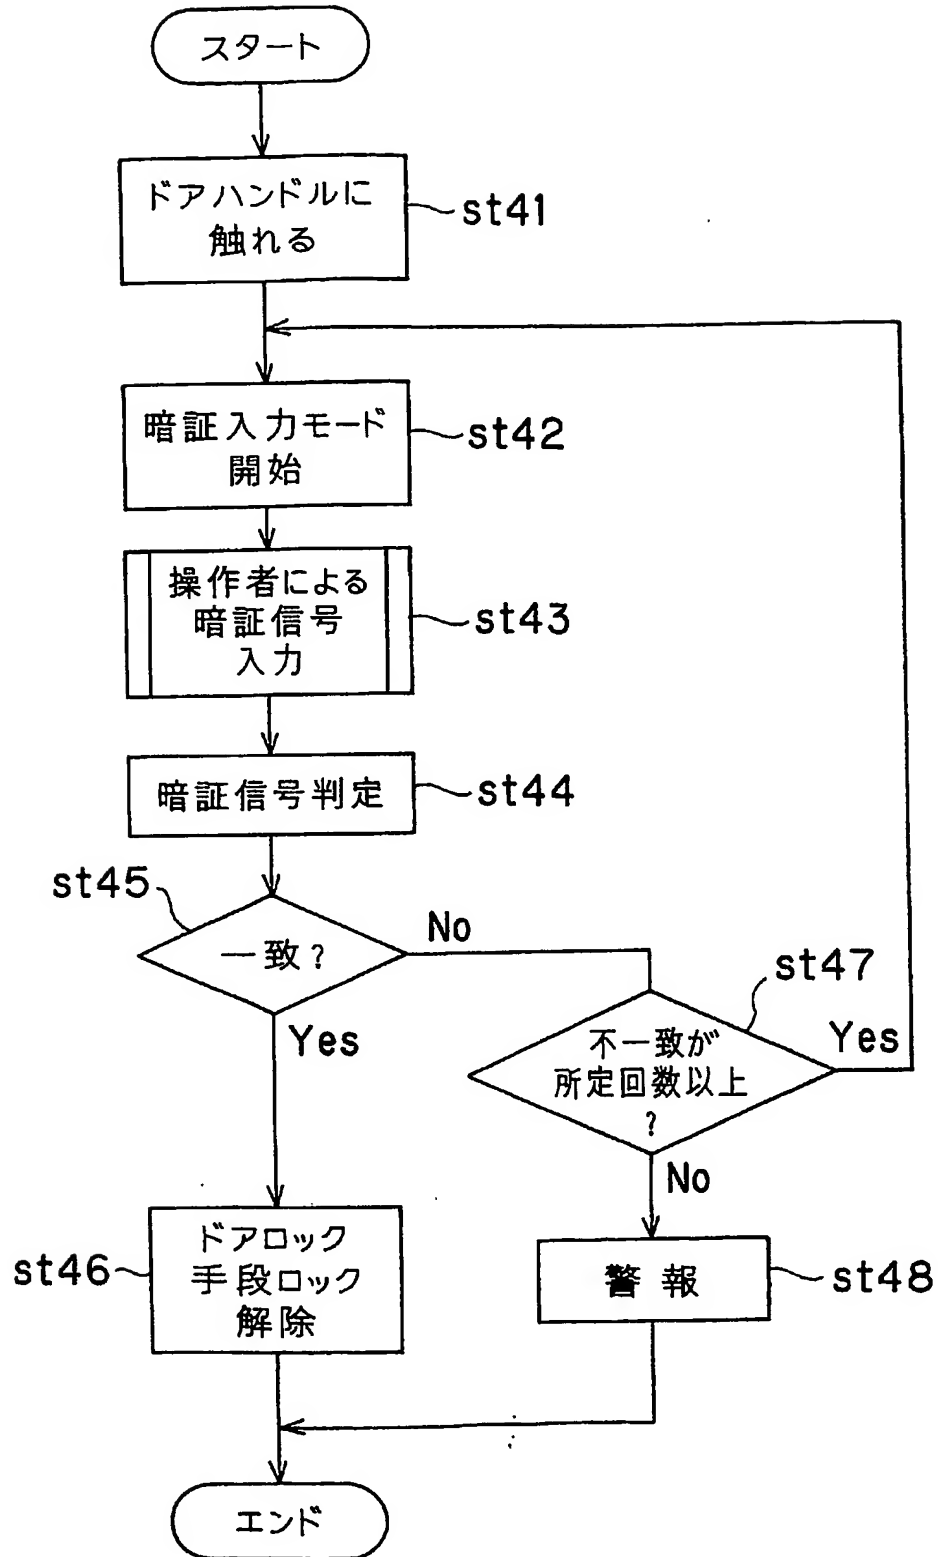 スタート
ドアハンドルに
触れる
st41
暗証入力モード
開始
st42
操作者による
暗証信号
入力
st43
暗証信号判定
st44
st45
一致?
No
Yes
st47
不一致が
所定回数以上
?
Yes
No
ドアロック
手段ロック
解除
st46
警報
st48
エンド